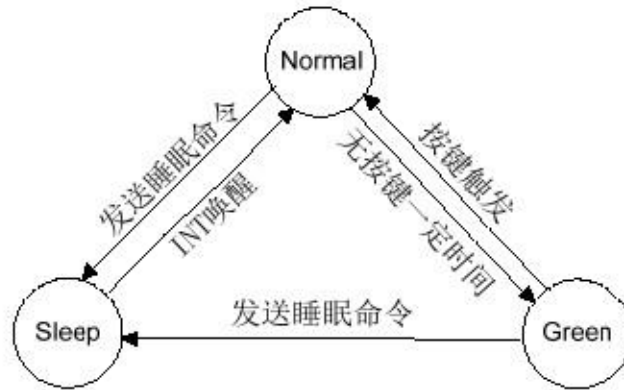 Normal
发送睡眠命令
INT唤醒
无按键一定时间
按键触发
Sleep
发送睡眠命令
Green